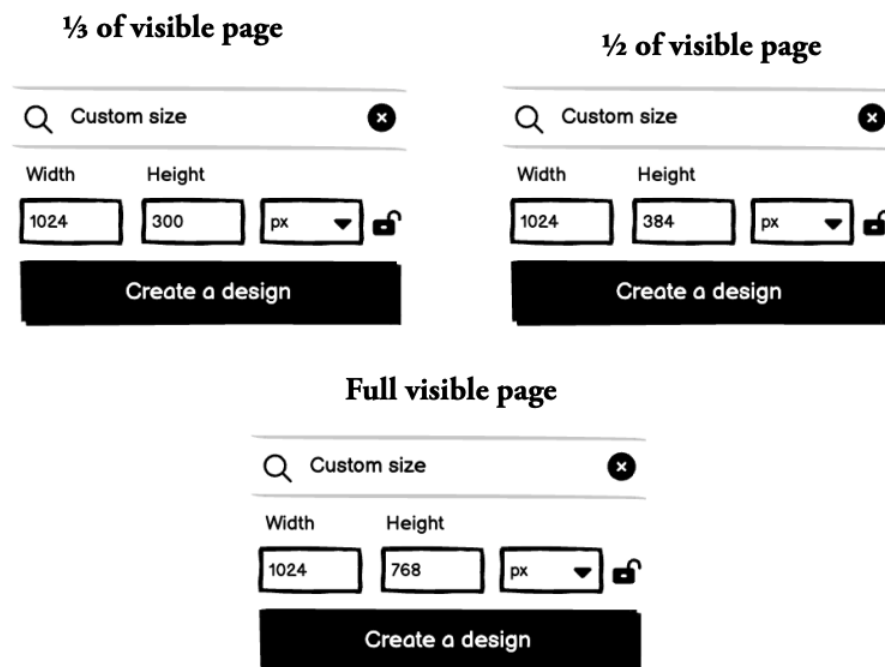 ⅓ of visible page
Custom size
Width Height
1024 300 px
Create a design
½ of visible page
Custom size
Width Height
1024 384 px
Create a design
Full visible page
Custom size
Width Height
1024 768 px
Create a design